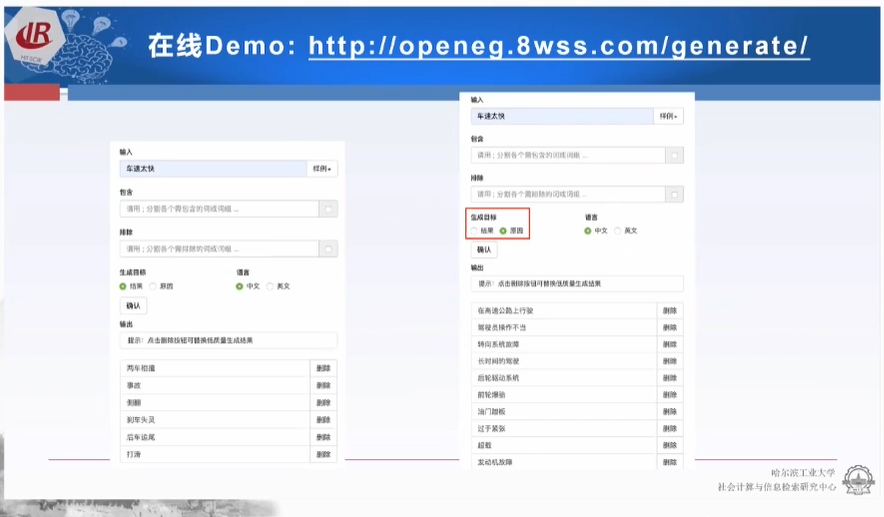 在线Demo: http://openeg.8wss.com/generate/
输入
车速太快
样例
包含
请用 ; 分割各个需包含的词或词组 ...
排除
请用 ; 分割各个需排除的词或词组 ...
生成目标
结果 原因
语言
中文 英文
确认
输出
提示：点击删除按钮可替换低质量生成结果
两车相撞 删除
事故 删除
侧翻 删除
刹车失灵 删除
后车追尾 删除
打滑 删除
输入
车速太快
样例
包含
请用 ; 分割各个需包含的词或词组 ...
排除
请用 ; 分割各个需排除的词或词组 ...
生成目标
结果 原因
语言
中文 英文
确认
输出
提示：点击删除按钮可替换低质量生成结果
在高速公路上行驶 删除
驾驶员操作不当 删除
转向系统故障 删除
长时间的驾驶 删除
后轮驱动系统 删除
前轮爆胎 删除
油门踏板 删除
过于紧张 删除
超载 删除
发动机故障 删除
哈尔滨工业大学
社会计算与信息检索研究中心